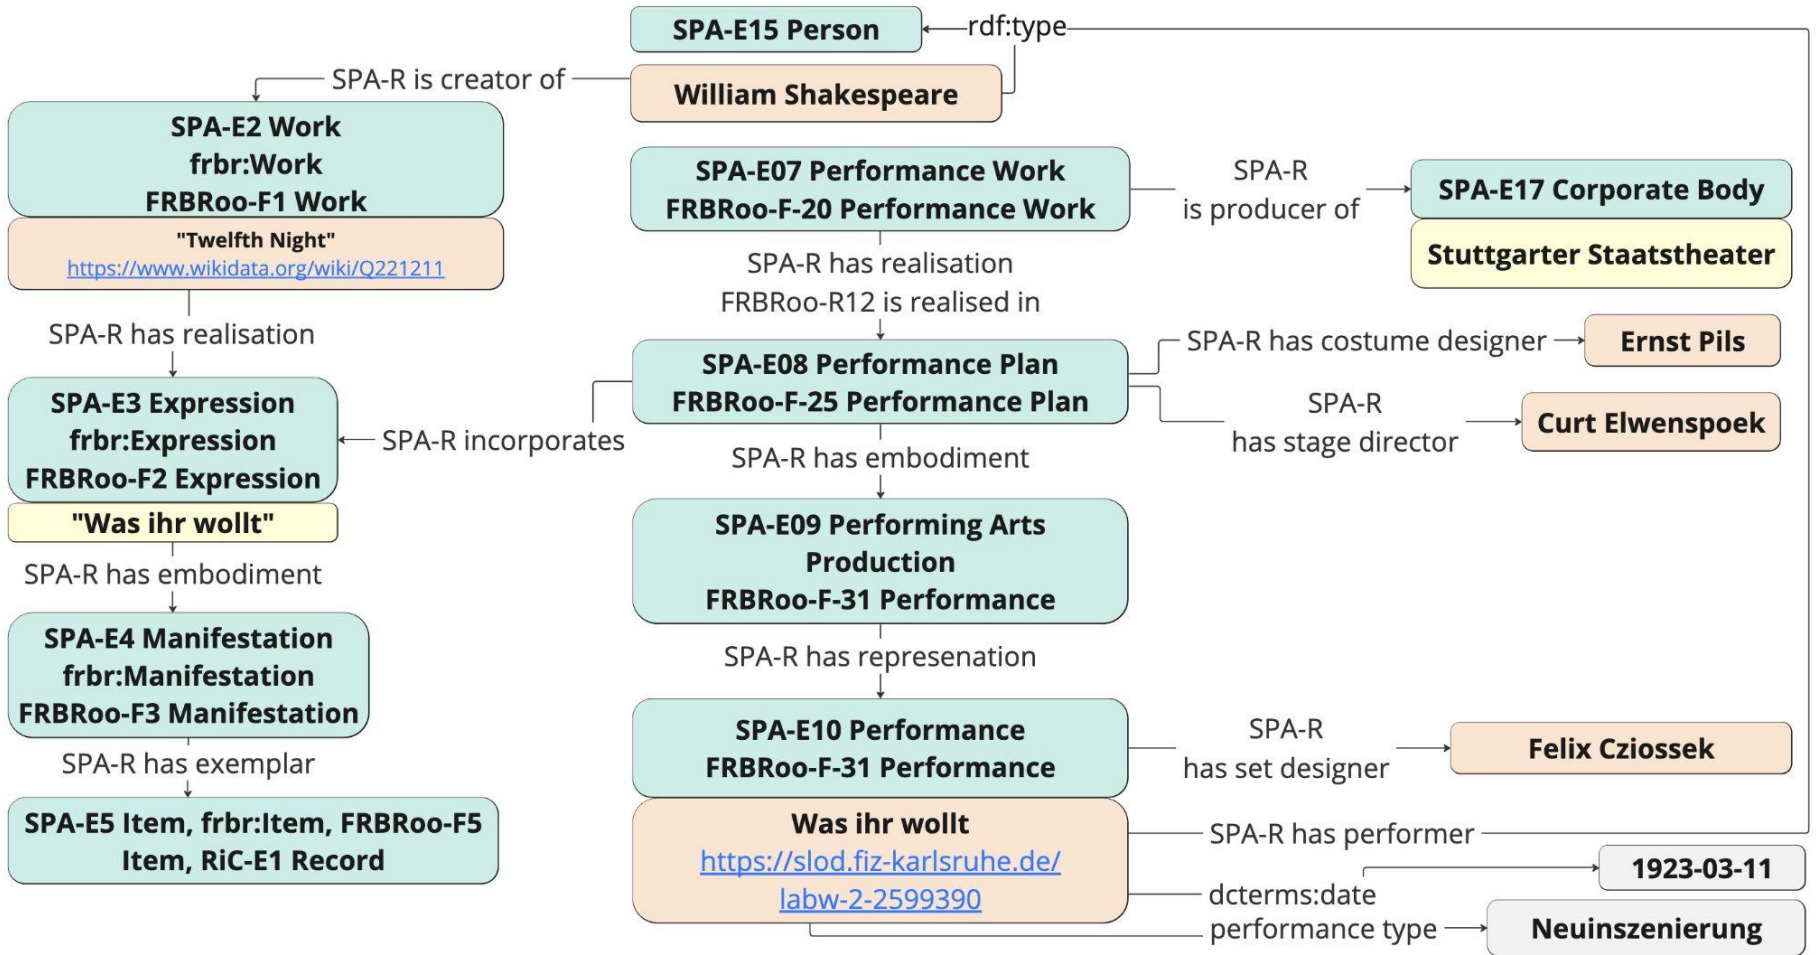 SPA-E15 Person
rdf:type
SPA-R is creator of
William Shakespeare
SPA-E2 Work
frbr:Work
FRBRoo-F1 Work
"Twelfth Night"
https://www.wikidata.org/wiki/Q221211
SPA-R has realisation
SPA-E3 Expression
frbr:Expression
FRBRoo-F2 Expression
"Was ihr wollt"
SPA-R has embodiment
SPA-E4 Manifestation
frbr:Manifestation
FRBRoo-F3 Manifestation
SPA-R has exemplar
SPA-E5 Item, frbr:Item, FRBRoo-F5
Item, RiC-E1 Record
SPA-E07 Performance Work
FRBRoo-F-20 Performance Work
SPA-R
is producer of
SPA-E17 Corporate Body
Stuttgarter Staatstheater
SPA-R has realisation
FRBRoo-R12 is realised in
SPA-E08 Performance Plan
FRBRoo-F-25 Performance Plan
SPA-R incorporates
SPA-R has costume designer
Ernst Pils
SPA-R
has stage director
Curt Elwenspoek
SPA-R has embodiment
SPA-E09 Performing Arts
Production
FRBRoo-F-31 Performance
SPA-R has represenation
SPA-E10 Performance
FRBRoo-F-31 Performance
SPA-R
has set designer
Felix Cziossek
Was ihr wollt
https://slod.fiz-karlsruhe.de/
labw-2-2599390
SPA-R has performer
dcterms:date
1923-03-11
performance type
Neuinszenierung